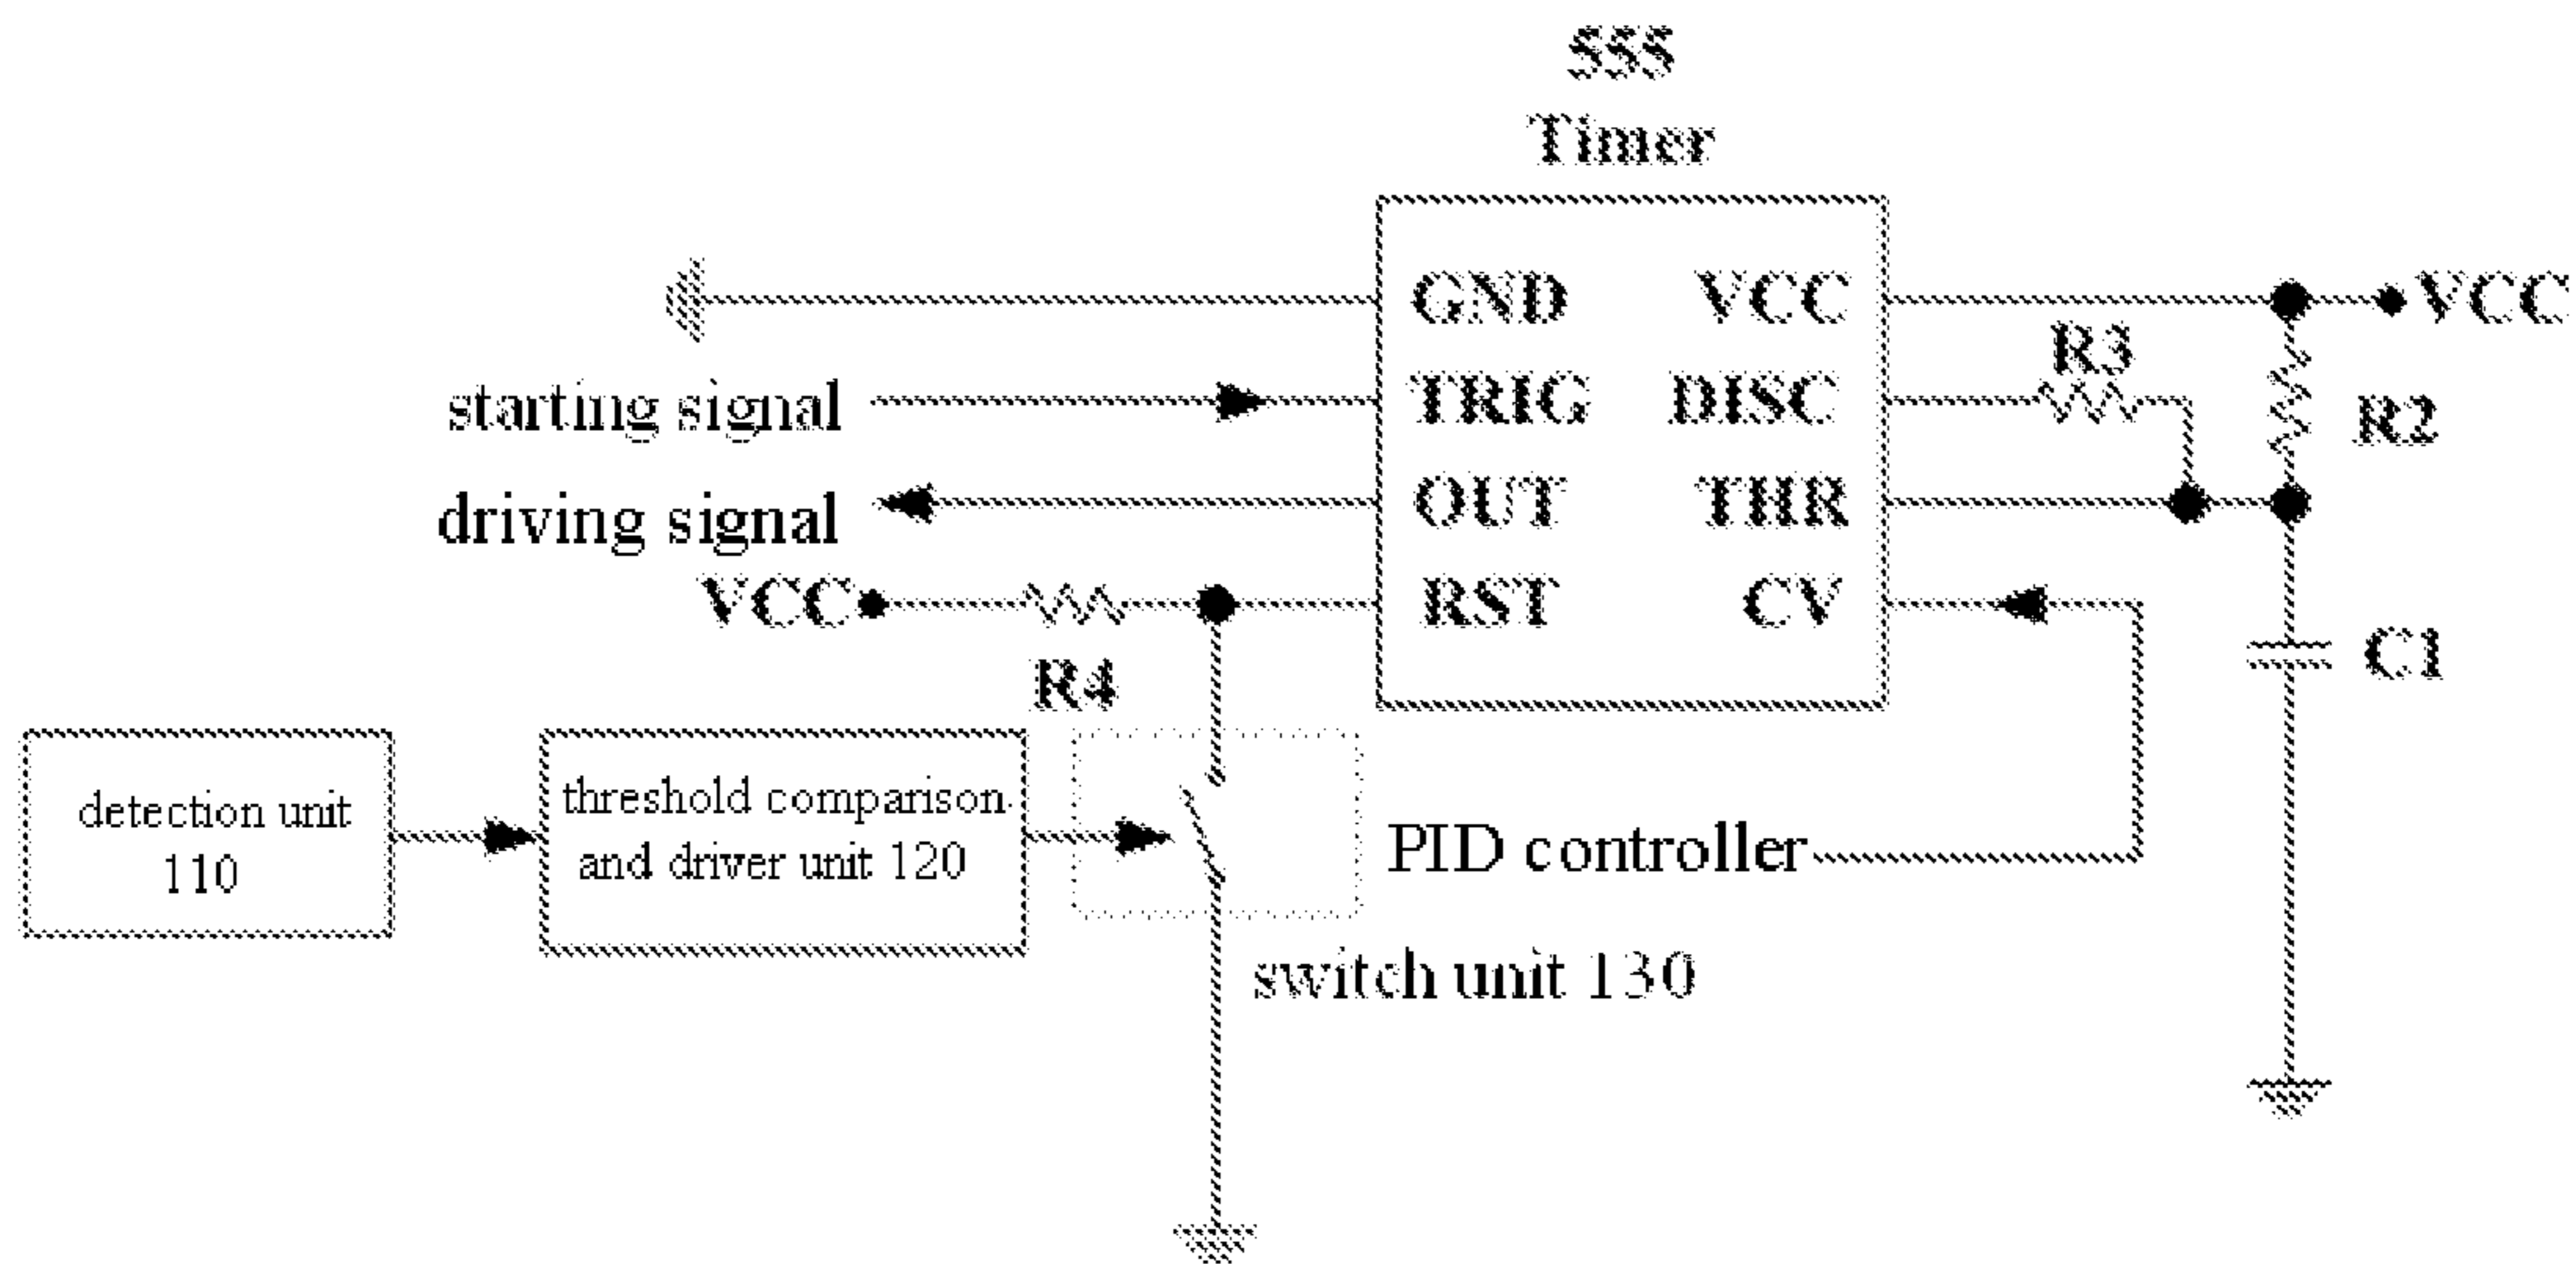 555
Timer
GND VCC
VCC
R3
starting signal
TRIG DISC
R2
driving signal
OUT THR
VCC
RST CV
R4
C1
detection unit
110
threshold comparison
and driver unit 120
PID controller
switch unit 130